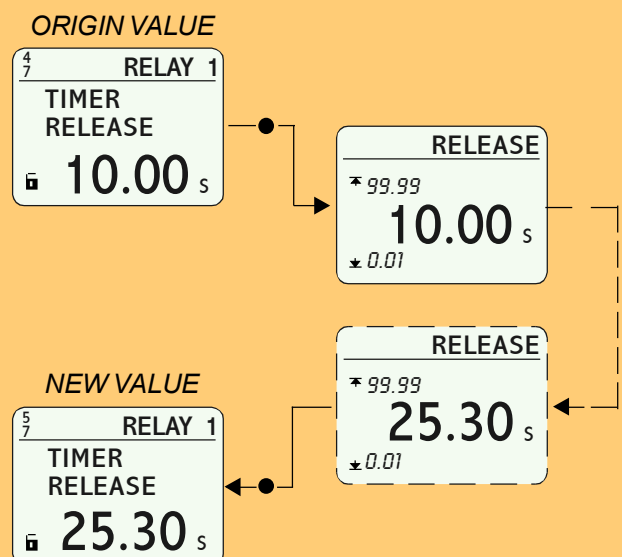 ORIGIN VALUE
4/7 RELAY 1
TIMER
RELEASE
10.00 s
RELEASE
99.99
10.00 s
0.01
RELEASE
99.99
25.30 s
0.01
NEW VALUE
5/7 RELAY 1
TIMER
RELEASE
25.30 s